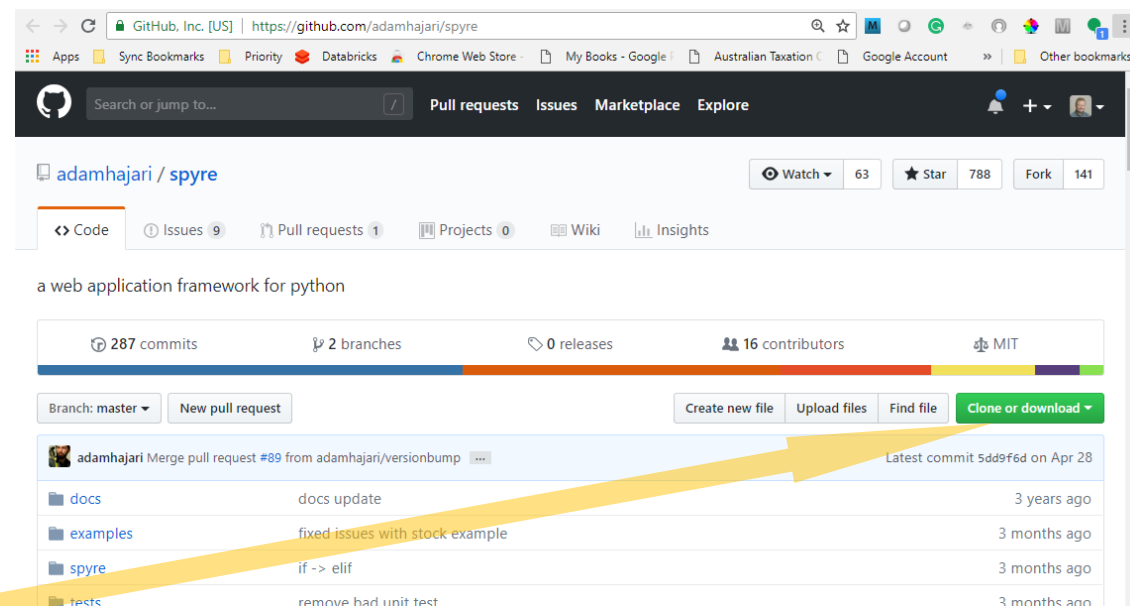 GitHub, Inc. [US] | https://github.com/adamhajari/spyre
Apps Sync Bookmarks Priority Databricks Chrome Web Store - My Books - Google Australian Taxation Google Account » Other bookmarks
Search or jump to... / Pull requests Issues Marketplace Explore
adamhajari / spyre Watch 63 Star 788 Fork 141
Code Issues 9 Pull requests 1 Projects 0 Wiki Insights
a web application framework for python
287 commits 2 branches 0 releases 16 contributors MIT
Branch: master New pull request Create new file Upload files Find file Clone or download
adamhajari Merge pull request #89 from adamhajari/versionbump ... Latest commit 5dd9f6d on Apr 28
docs docs update 3 years ago
examples fixed issues with stock example 3 months ago
spyre if -> elif 3 months ago
tests remove bad unit test 3 months ago